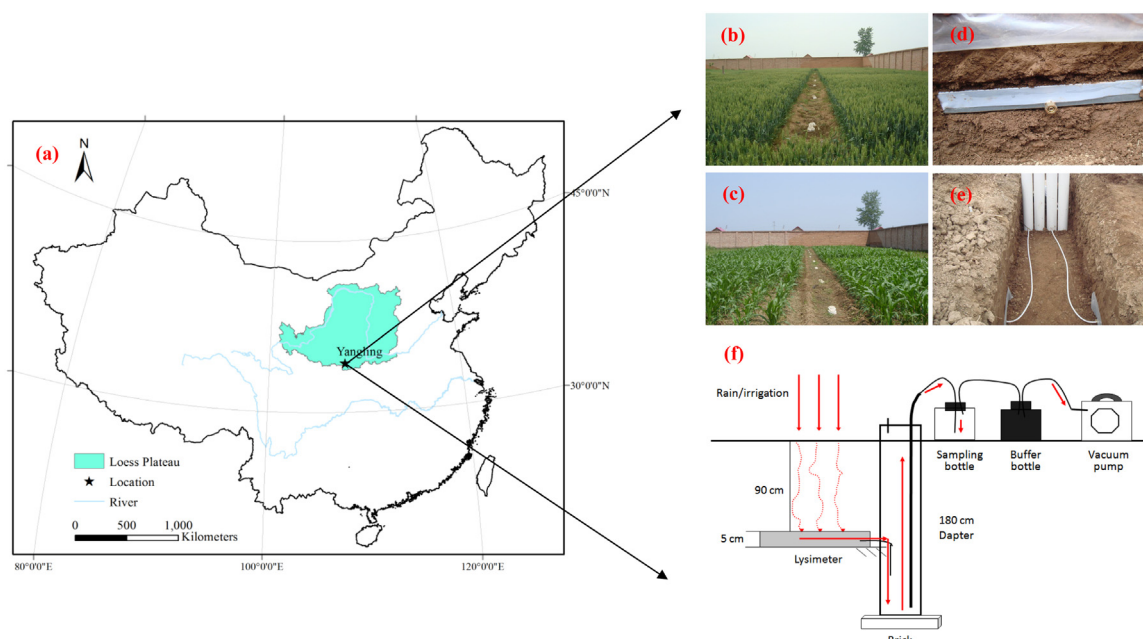 (a)
N
45°0'0"N
Yangling
30°0'0"N
Loess Plateau
Location
River
0 500 1,000
Kilometers
80°0'0"E
100°0'0"E
120°0'0"E
(b)
(d)
(c)
(e)
(f)
Rain/irrigation
Sampling
bottle
Buffer
bottle
Vacuum
pump
90 cm
180 cm
Dapter
5 cm
Lysimeter
Brick